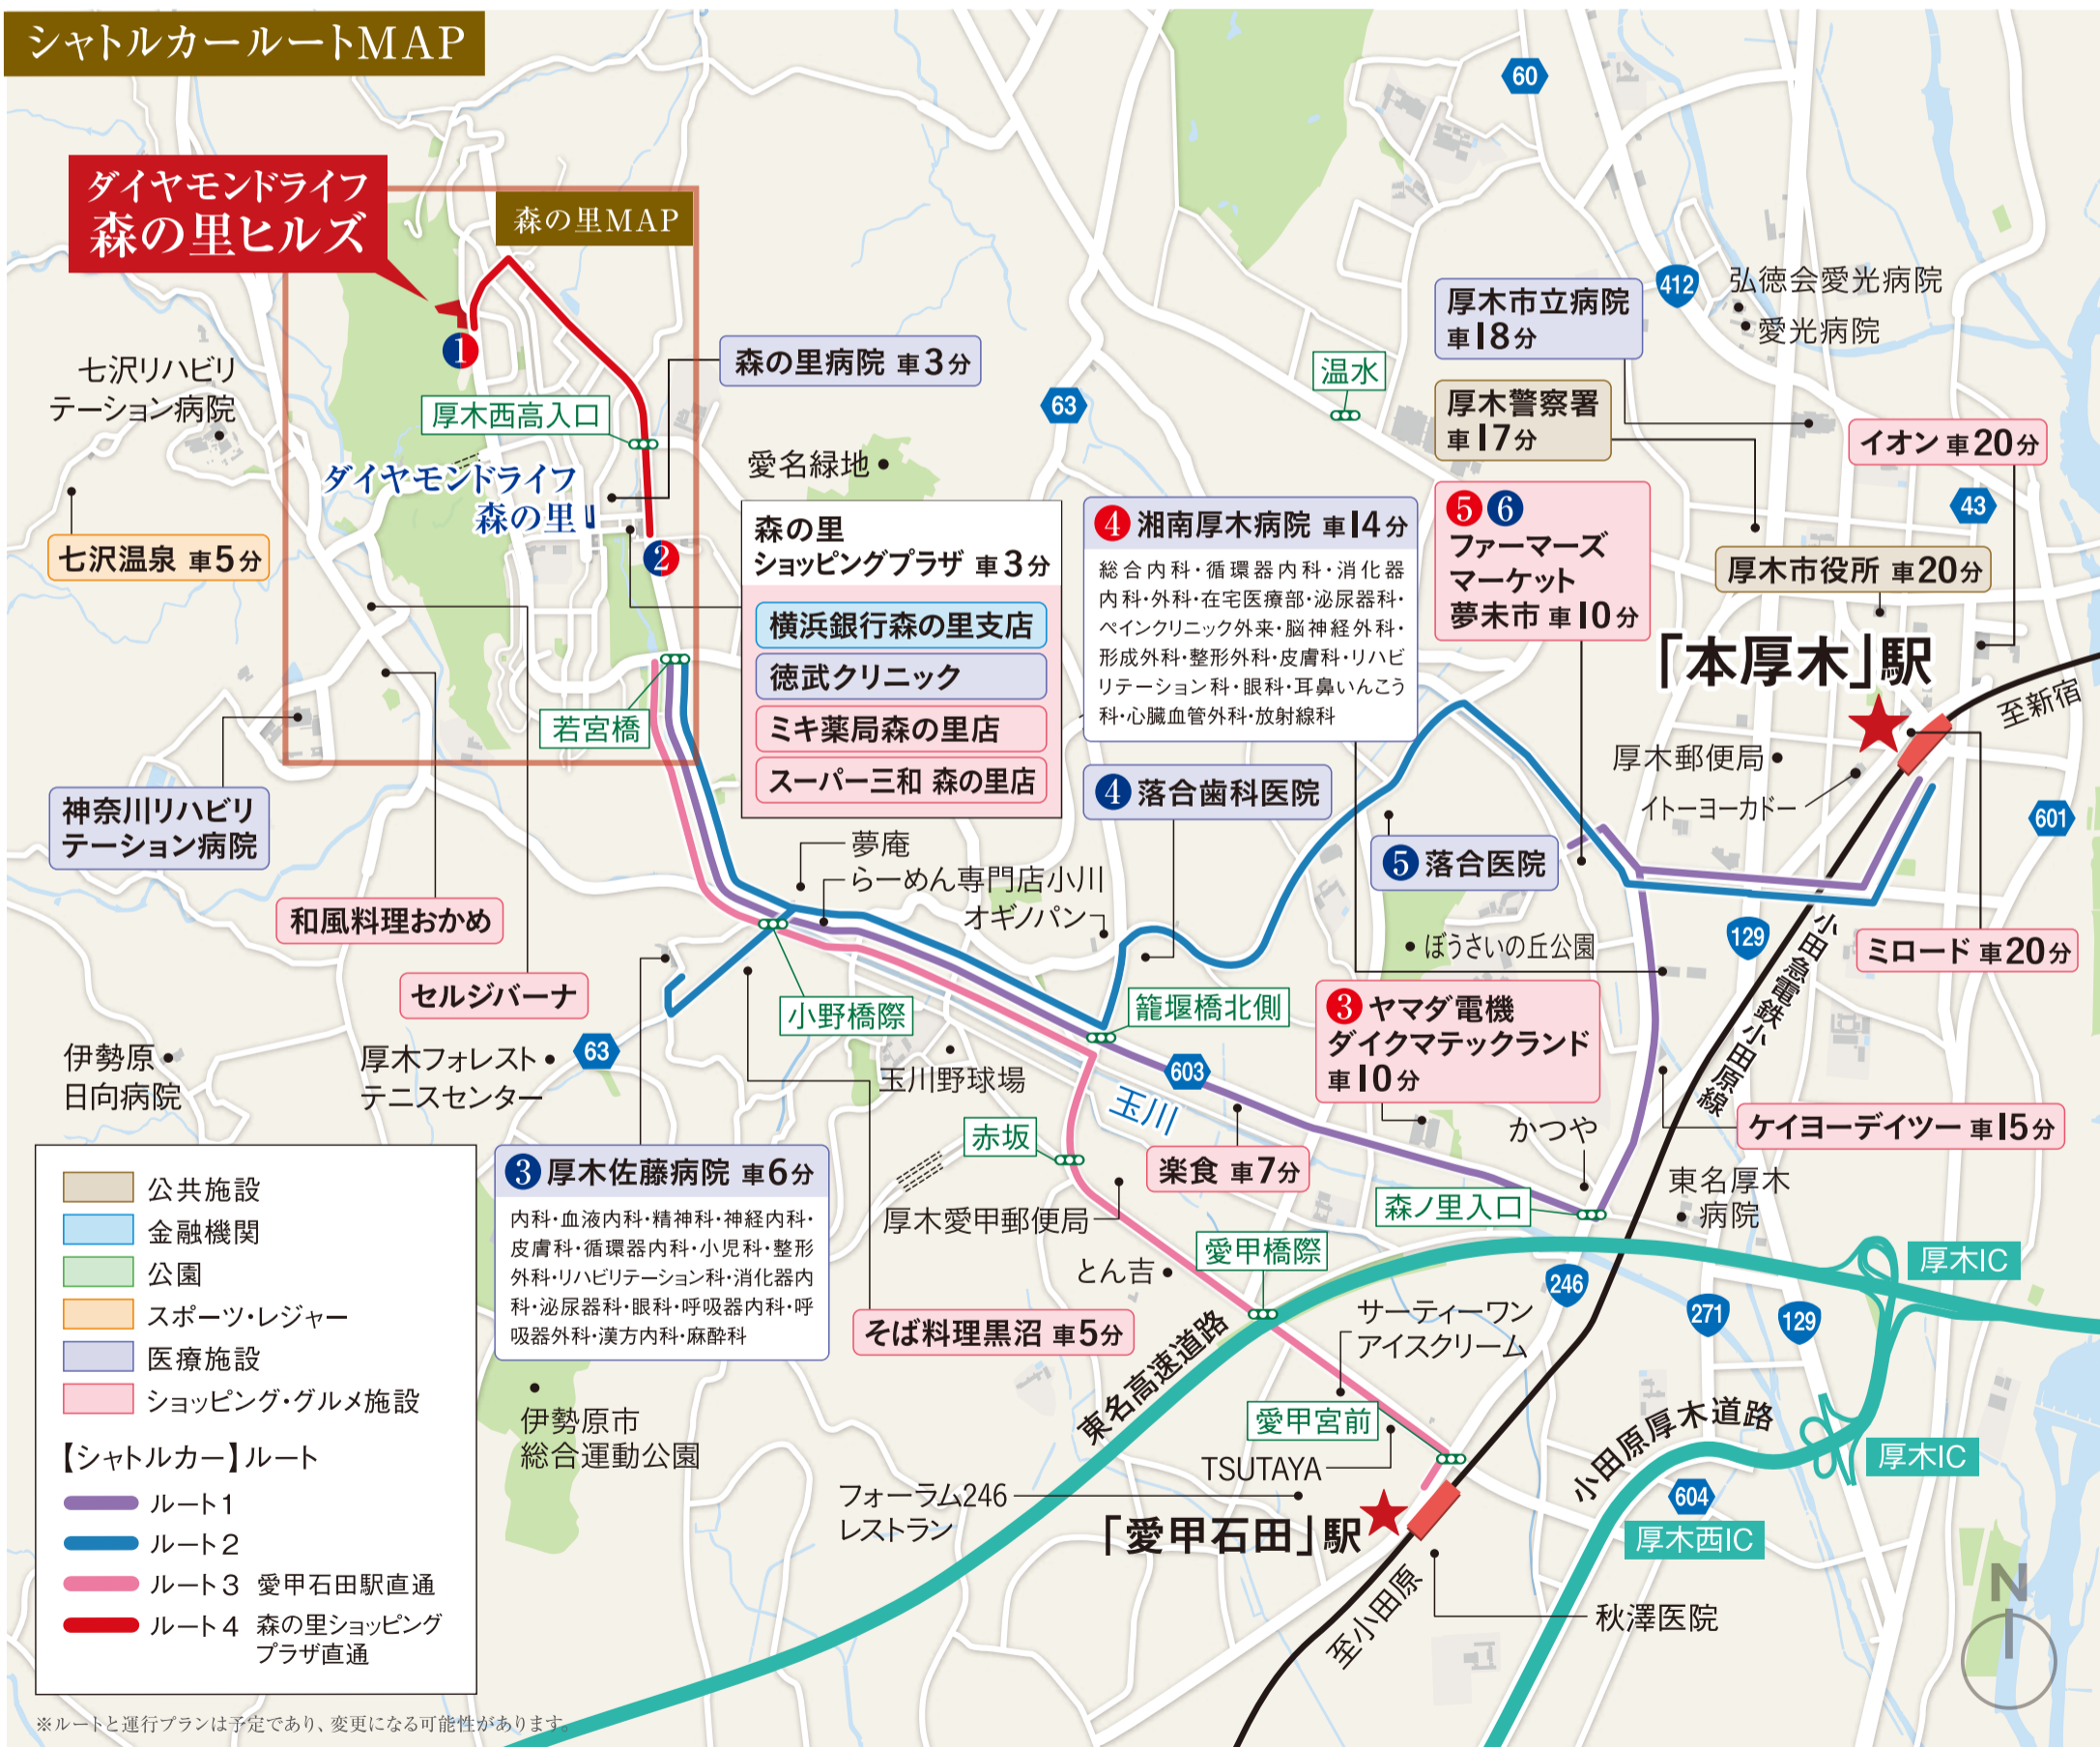 シャトルカールートMAP
ダイヤモンドライフ
森の里ヒルズ
森の里MAP
1
2
森の里病院 車3分
厚木西高入口
七沢リハビリ
テーション病院
ダイヤモンドライフ
森の里
七沢温泉 車5分
愛名緑地
森の里
ショッピングプラザ 車3分
横浜銀行森の里支店
徳武クリニック
ミキ薬局森の里店
スーパー三和 森の里店
若宮橋
神奈川リハビリ
テーション病院
和風料理おかめ
セルジバーナ
60
63
412
43
温水
厚木市立病院
車18分
弘徳会愛光病院
愛光病院
厚木警察署
車17分
イオン 車20分
4 湘南厚木病院 車14分
総合内科・循環器内科・消化器
内科・外科・在宅医療部・泌尿器科・
ペインクリニック外来・脳神経外科・
形成外科・整形外科・皮膚科・リハビ
リテーション科・眼科・耳鼻いんこう
科・心臓血管外科・放射線科
5 6
ファーマーズ
マーケット
夢未市 車10分
厚木市役所 車20分
「本厚木」駅
至新宿
厚木郵便局
イトーヨーカドー
601
4 落合歯科医院
5 落合医院
夢庵
らーめん専門店小川
オギノパン
ぼうさいの丘公園
129
ミロード 車20分
小田急電鉄小田原線
小野橋際
籠堰橋北側
3 ヤマダ電機
ダイクマテックランド
車10分
伊勢原
日向病院
厚木フォレスト
テニスセンター
63
玉川野球場
603
玉川
赤坂
楽食 車7分
かつや
ケイヨーデイツー 車15分
東名厚木
病院
森ノ里入口
3 厚木佐藤病院 車6分
内科・血液内科・精神科・神経内科・
皮膚科・循環器内科・小児科・整形
外科・リハビリテーション科・消化器内
科・泌尿器科・眼科・呼吸器内科・呼
吸器外科・漢方内科・麻酔科
厚木愛甲郵便局
愛甲橋際
とん吉
そば料理黒沼 車5分
サーティーワン
アイスクリーム
246
271
129
厚木IC
東名高速道路
愛甲宮前
TSUTAYA
小田原厚木道路
厚木IC
伊勢原市
総合運動公園
フォーラム246
レストラン
「愛甲石田」駅
604
厚木西IC
至小田原
秋澤医院
N
公共施設
金融機関
公園
スポーツ・レジャー
医療施設
ショッピング・グルメ施設
【シャトルカー】ルート
ルート1
ルート2
ルート3 愛甲石田駅直通
ルート4 森の里ショッピング
プラザ直通
※ルートと運行プランは予定であり、変更になる可能性があります。